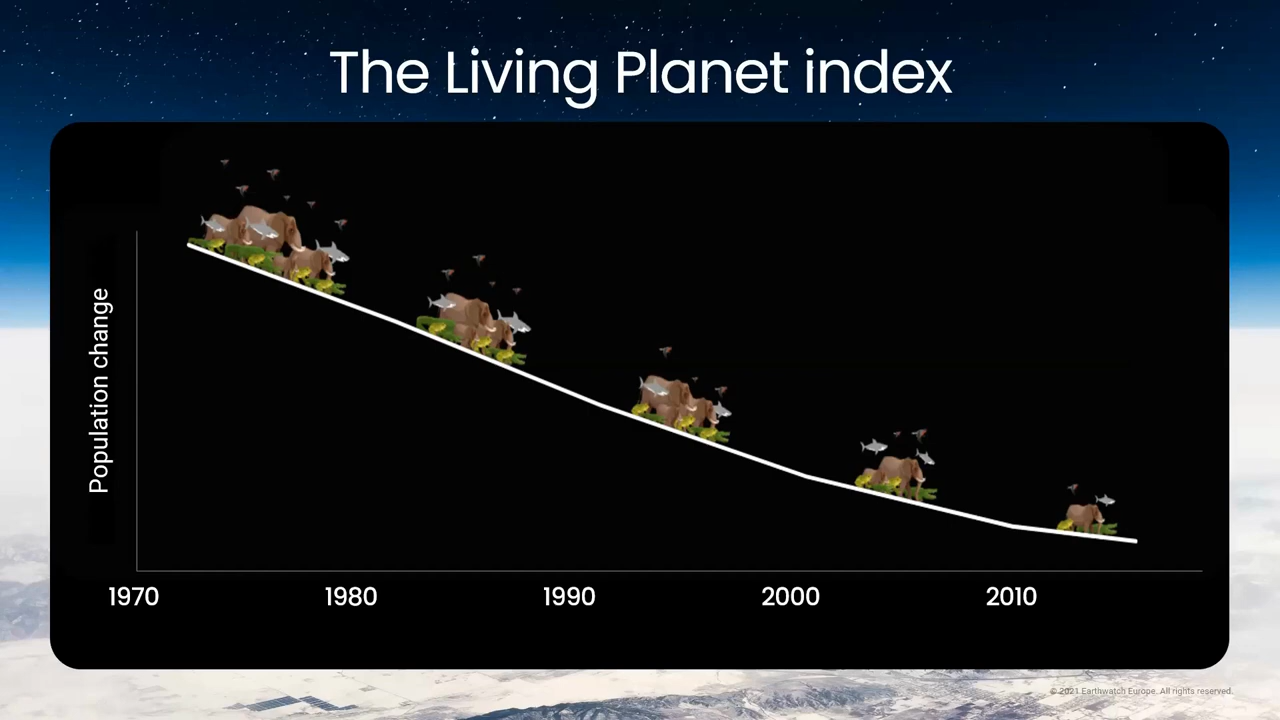 The Living Planet index
Population change
1970 1980 1990 2000 2010
© 2021 Earthwatch Europe. All rights reserved.